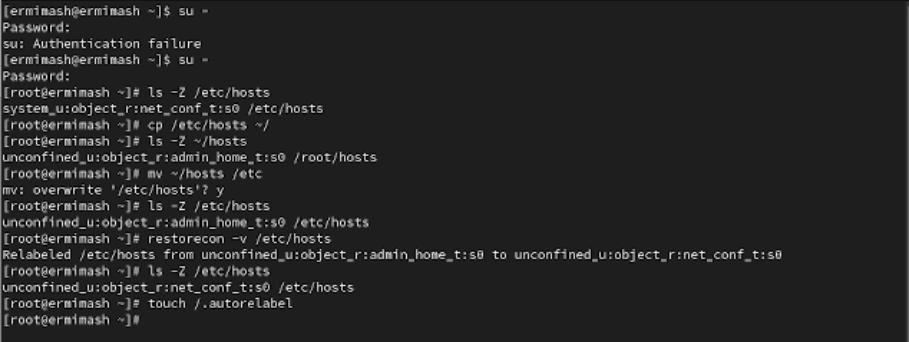 [ermimash@ermimash ~]$ su -
Password:
su: Authentication failure
[ermimash@ermimash ~]$ su -
Password:
[root@ermimash ~]# ls -Z /etc/hosts
system_u:object_r:net_conf_t:s0 /etc/hosts
[root@ermimash ~]# cp /etc/hosts ~/
[root@ermimash ~]# ls -Z ~/hosts
unconfined_u:object_r:admin_home_t:s0 /root/hosts
[root@ermimash ~]# mv ~/hosts /etc
mv: overwrite '/etc/hosts'? y
[root@ermimash ~]# ls -Z /etc/hosts
unconfined_u:object_r:admin_home_t:s0 /etc/hosts
[root@ermimash ~]# restorecon -v /etc/hosts
Relabeled /etc/hosts from unconfined_u:object_r:admin_home_t:s0 to unconfined_u:object_r:net_conf_t:s0
[root@ermimash ~]# ls -Z /etc/hosts
unconfined_u:object_r:net_conf_t:s0 /etc/hosts
[root@ermimash ~]# touch /.autorelabel
[root@ermimash ~]#